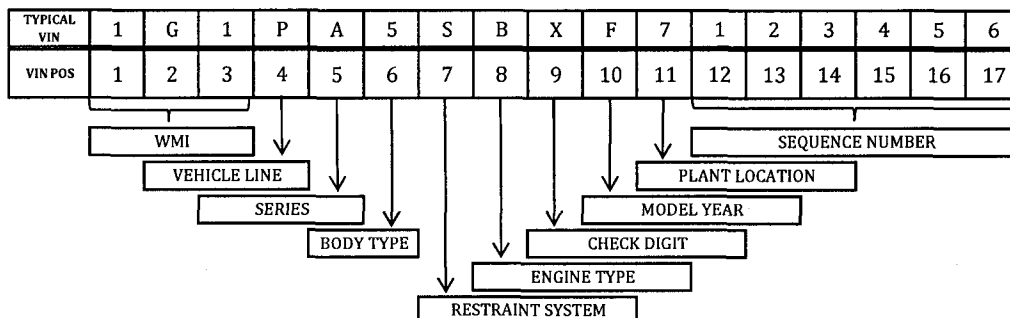 TYPICAL VIN 1 G 1 P A 5 S B X F 7 1 2 3 4 5 6
VIN POS 1 2 3 4 5 6 7 8 9 10 11 12 13 14 15 16 17
WMI SEQUENCE NUMBER
VEHICLE LINE PLANT LOCATION
SERIES MODEL YEAR
BODY TYPE CHECK DIGIT
ENGINE TYPE
RESTRAINT SYSTEM